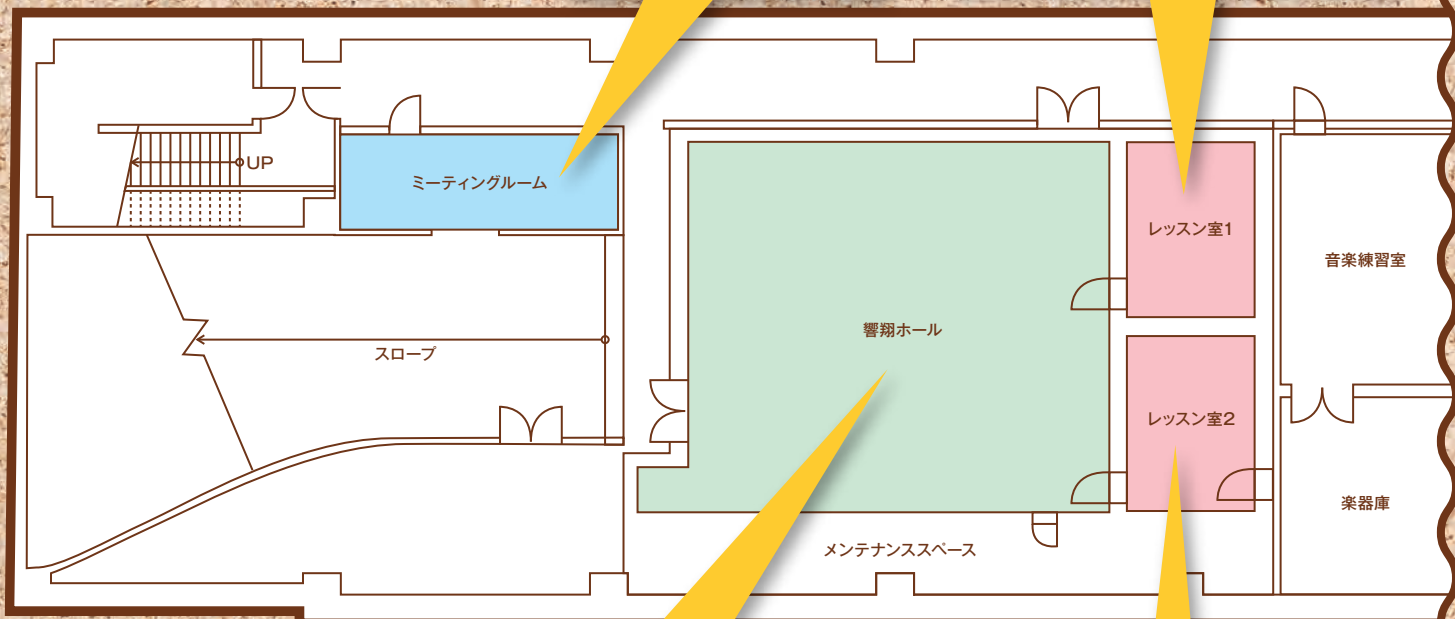 UP
ミーティングルーム
レッスン室1
音楽練習室
響翔ホール
スロープ
レッスン室2
楽器庫
メンテナンススペース